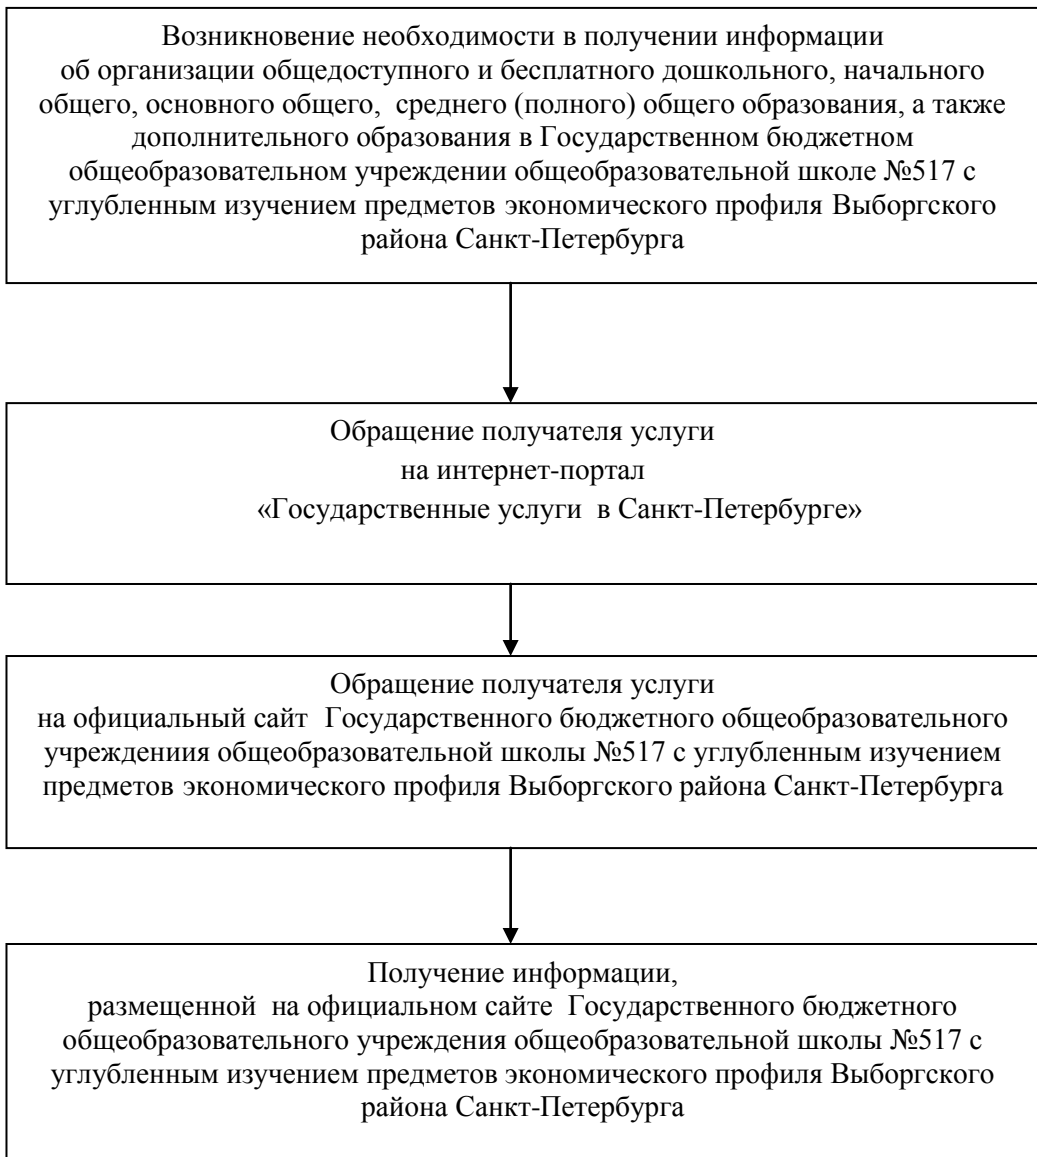 Возникновение необходимости в получении информации
об организации общедоступного и бесплатного дошкольного, начального
общего, основного общего, среднего (полного) общего образования, а также
дополнительного образования в Государственном бюджетном
общеобразовательном учреждении общеобразовательной школе №517 с
углубленным изучением предметов экономического профиля Выборгского
района Санкт-Петербурга
Обращение получателя услуги
на интернет-портал
«Государственные услуги в Санкт-Петербурге»
Обращение получателя услуги
на официальный сайт Государственного бюджетного общеобразовательного
учреждениия общеобразовательной школы №517 с углубленным изучением
предметов экономического профиля Выборгского района Санкт-Петербурга
Получение информации,
размещенной на официальном сайте Государственного бюджетного
общеобразовательного учреждения общеобразовательной школы №517 с
углубленным изучением предметов экономического профиля Выборгского
района Санкт-Петербурга